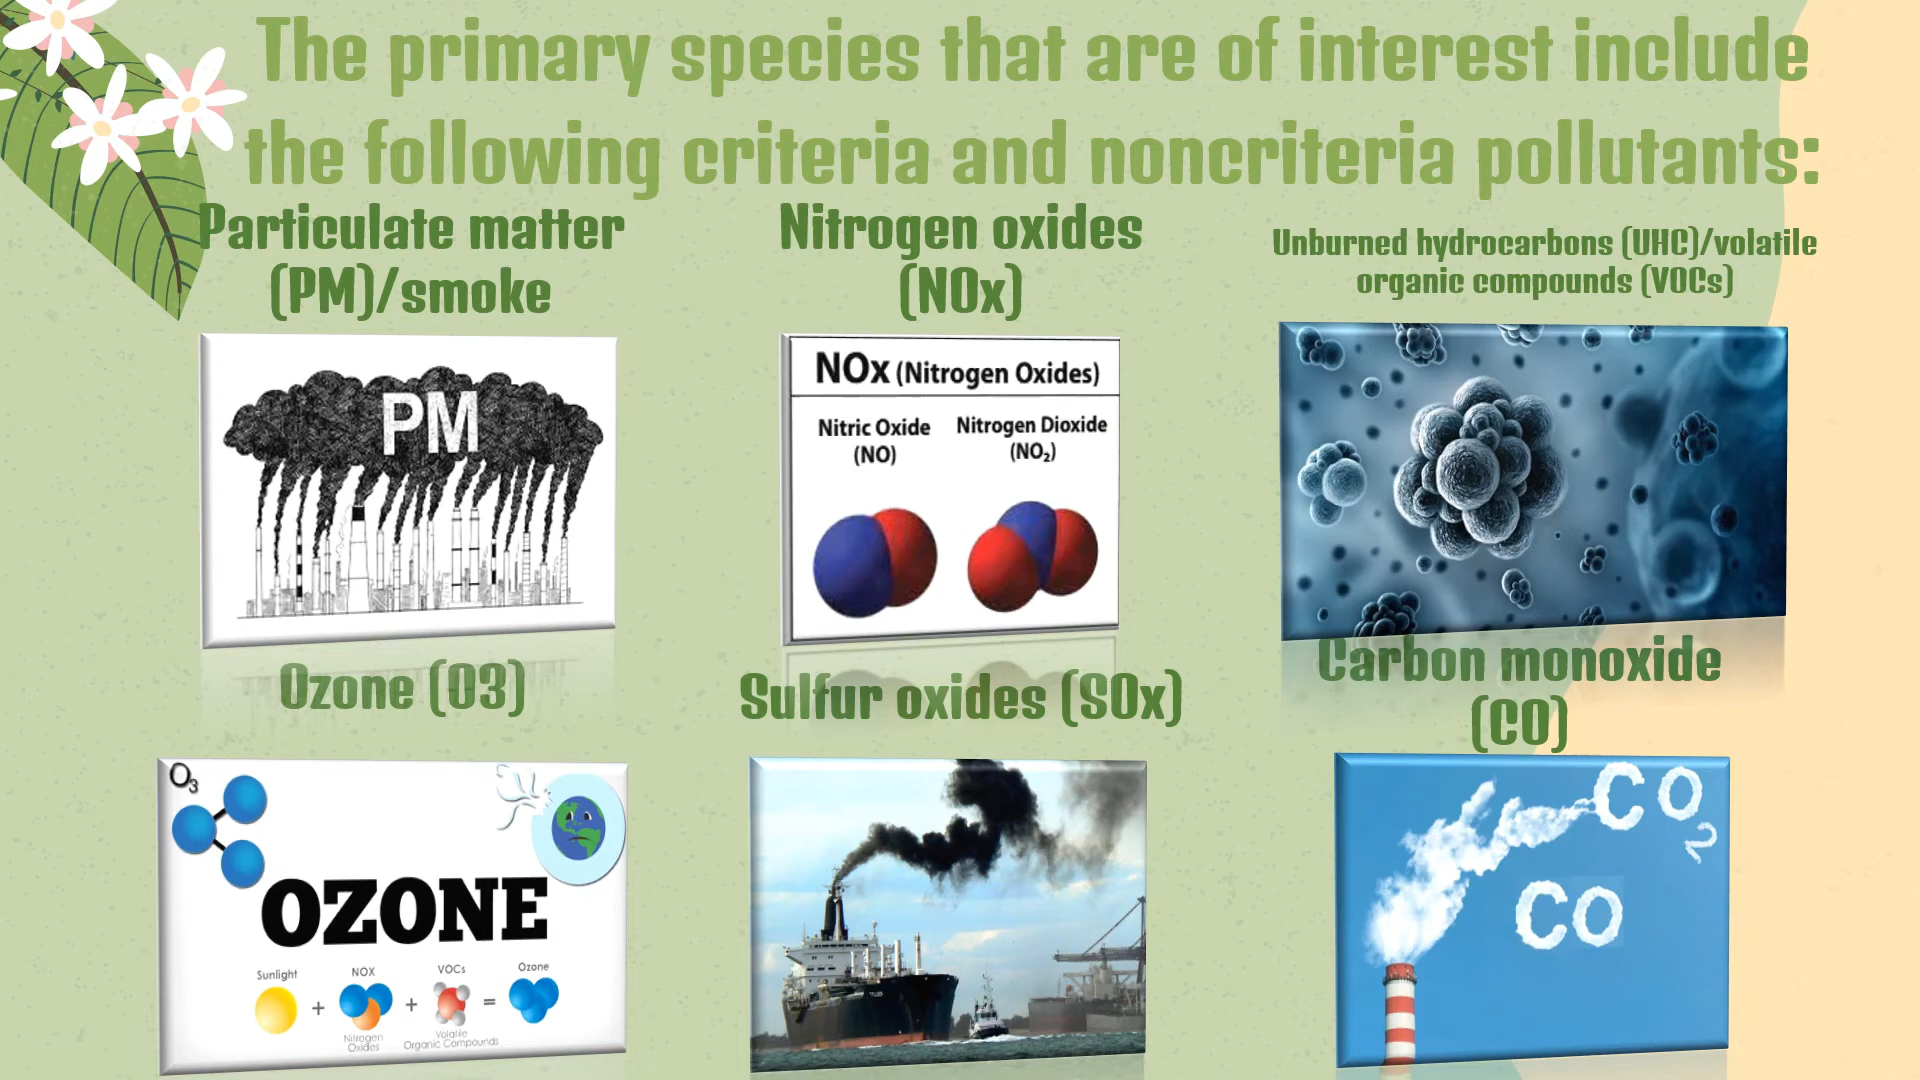 The primary species that are of interest include
the following criteria and noncriteria pollutants:
Particulate matter
(PM)/smoke
PM
Nitrogen oxides
(NOx)
NOx (Nitrogen Oxides)
Nitric Oxide
(NO)
Nitrogen Dioxide
(NO₂)
Unburned hydrocarbons (UHC)/volatile
organic compounds (VOCs)
Ozone (O3)
O₃
OZONE
Sunlight + NOX + VOCs = Ozone
Nitrogen
Oxides
Volatile
Organic Compounds
Sulfur oxides (SOx)
Carbon monoxide
(CO)
CO₂
CO